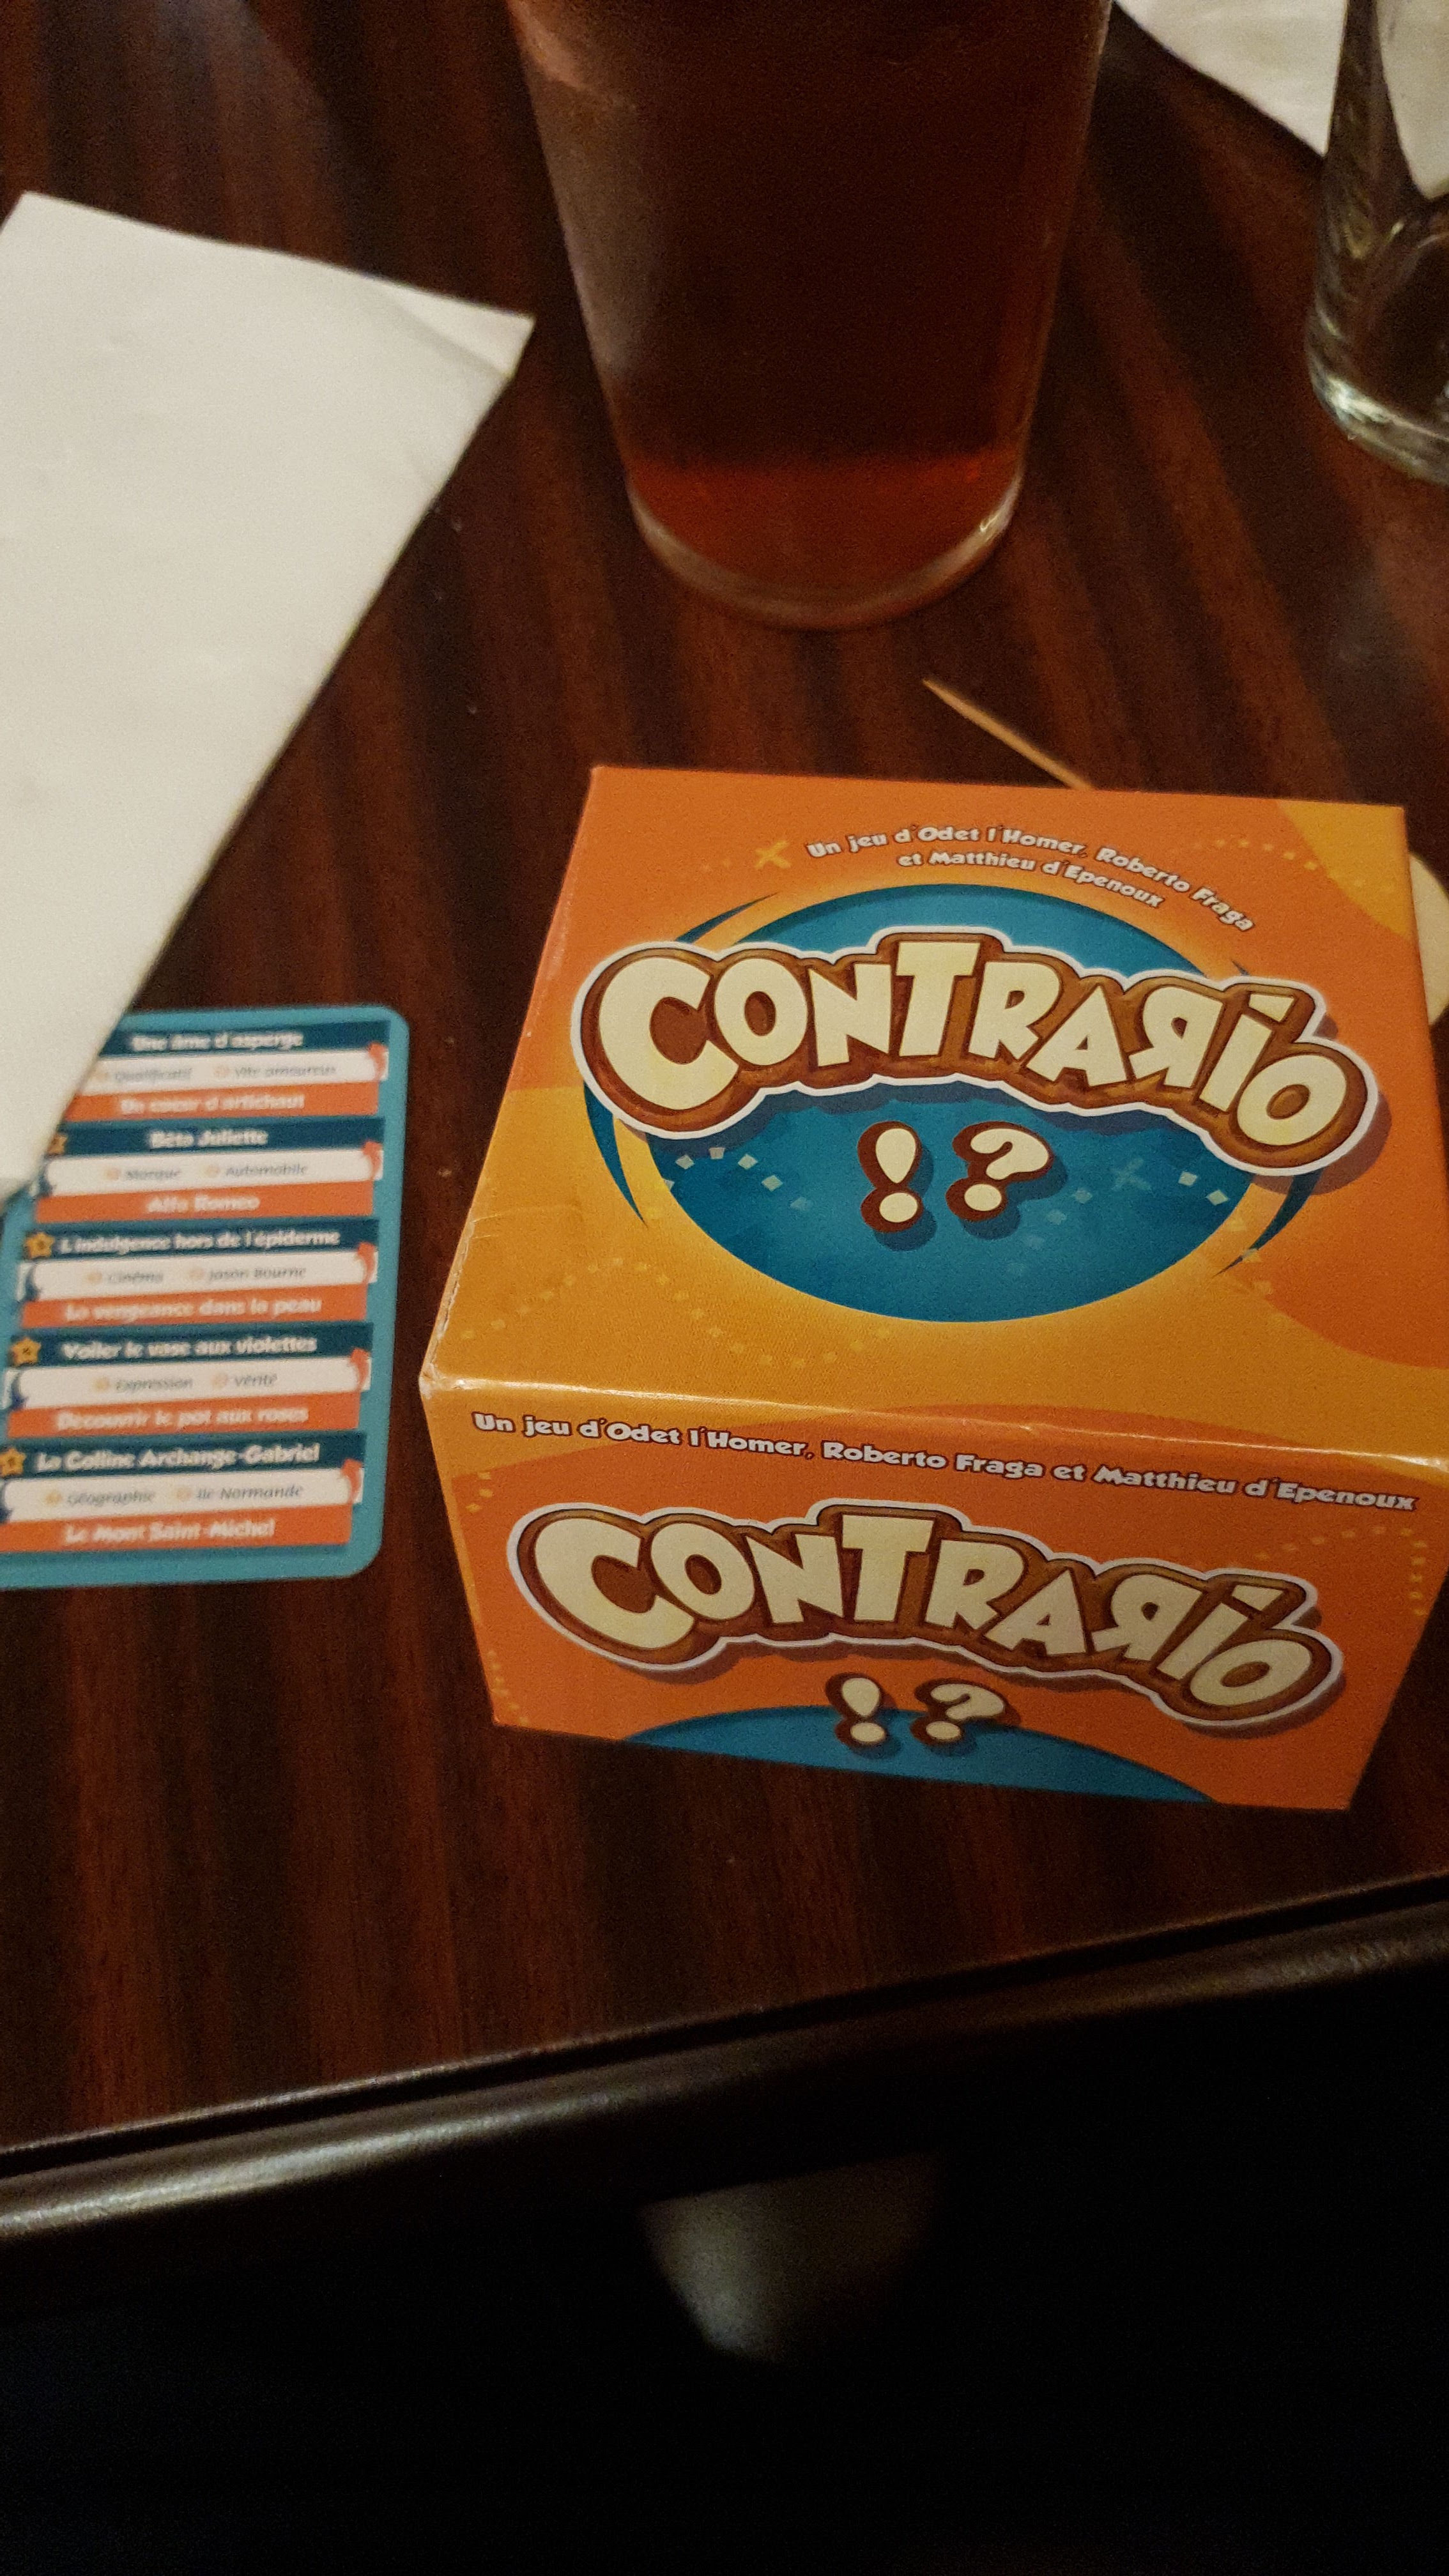 Un jeu d'Odet l'Homer, Roberto Fraga
et Matthieu d'Epenoux
CONTRARIO
!?
Un jeu d'Odet l'Homer, Roberto Fraga et Matthieu d'Epenoux
CONTRARIO
!?
Une âme d'asperge
Qualificatif Vite amoureux
Un coeur d'artichaut
Bêta Juliette
Marque Automobile
Alfa Romeo
L'indulgence hors de l'épiderme
Cinéma Jason Bourne
La vengeance dans la peau
Voiler le vase aux violettes
Expression Vérité
Découvrir le pot aux roses
La Colline Archange-Gabriel
Géographie Ile Normande
Le Mont Saint-Michel